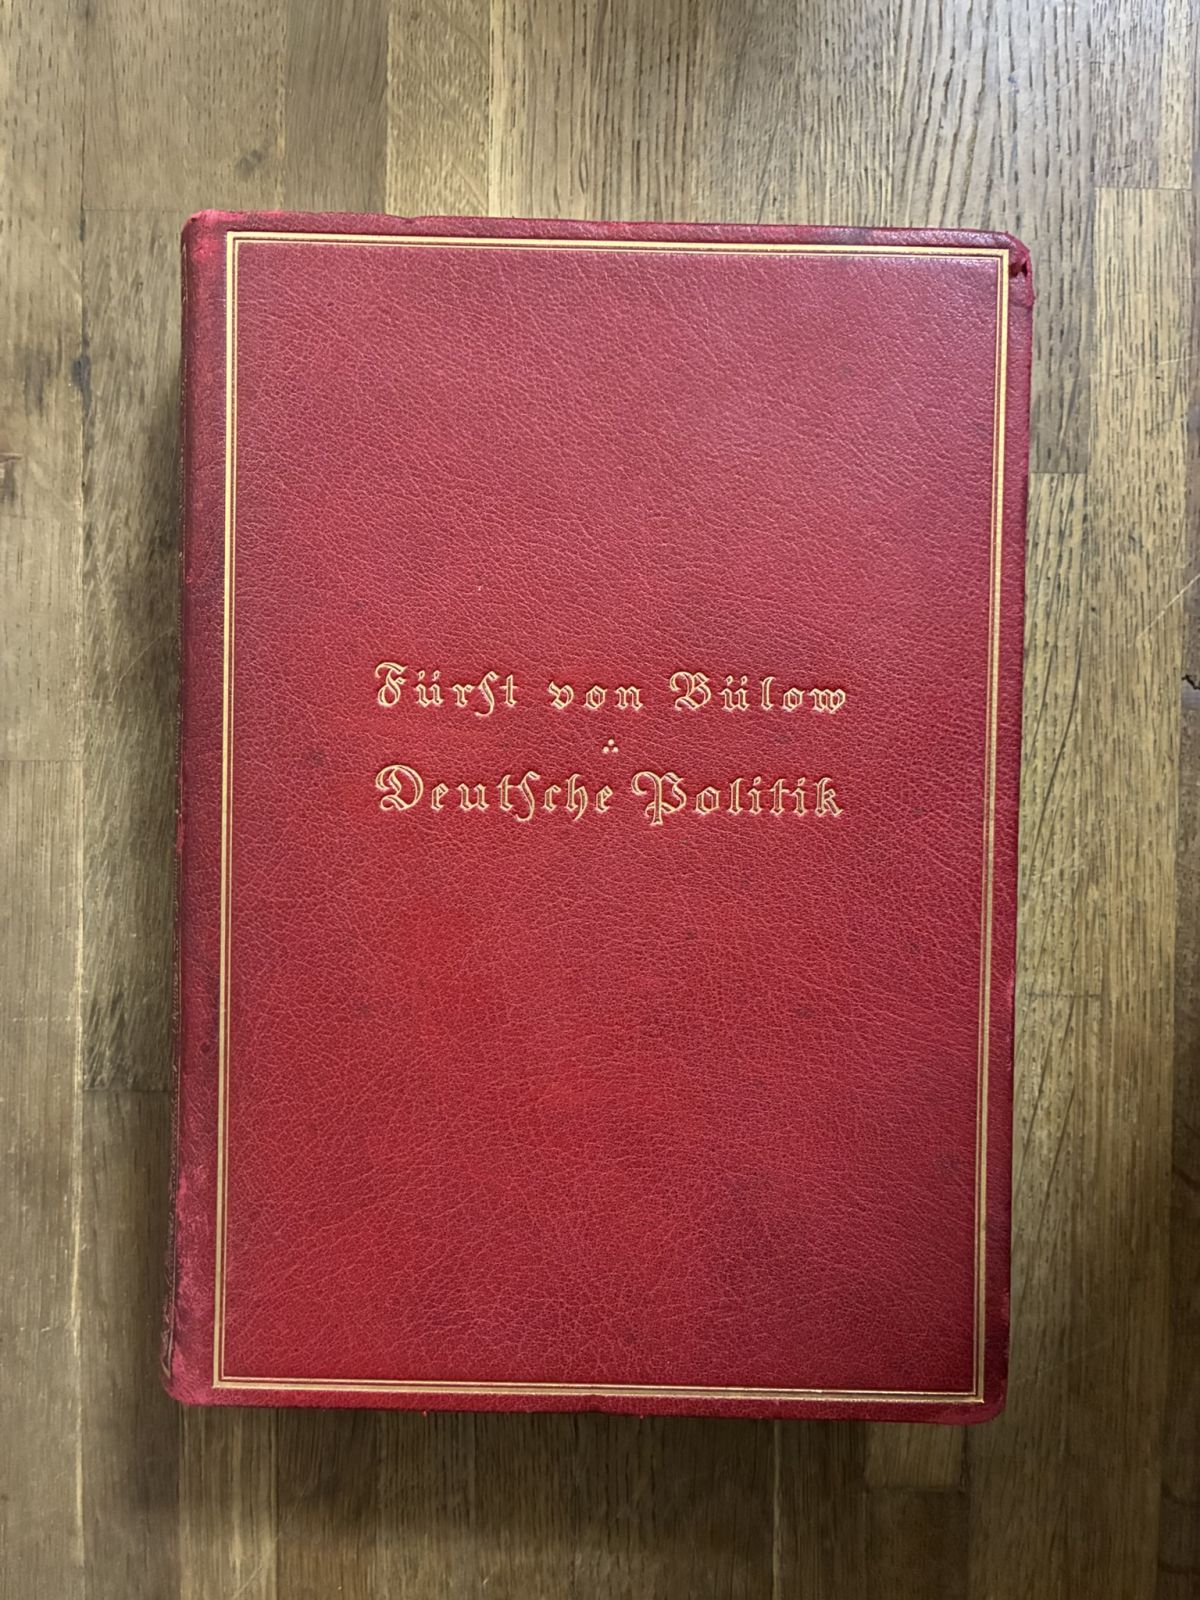 Fürſt von Bülow
Deutſche Politik